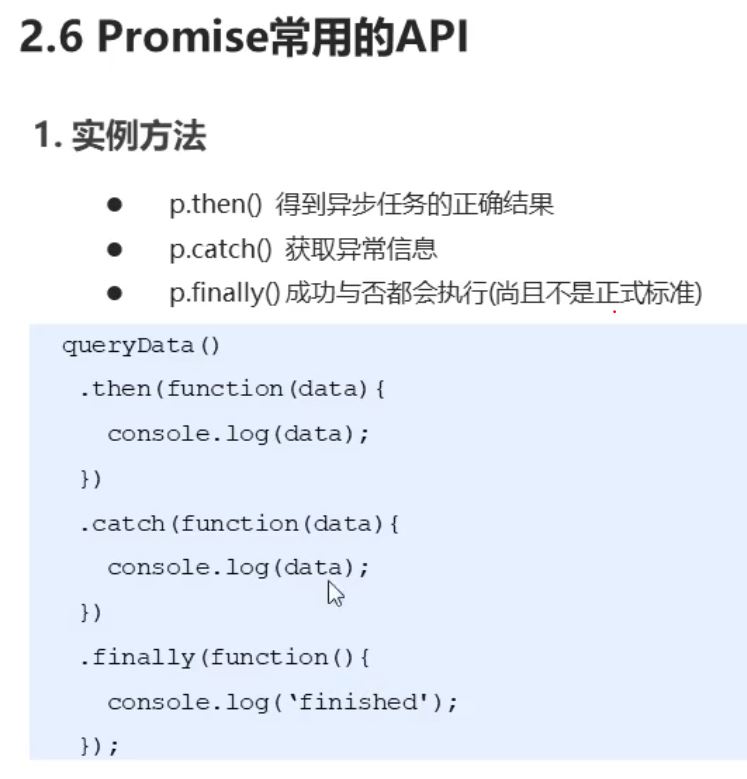 2.6 Promise常用的API
1. 实例方法
● p.then() 得到异步任务的正确结果
● p.catch() 获取异常信息
● p.finally() 成功与否都会执行(尚且不是正式标准)
queryData()
.then(function(data){
console.log(data);
})
.catch(function(data){
console.log(data);
})
.finally(function(){
console.log(‘finished');
});